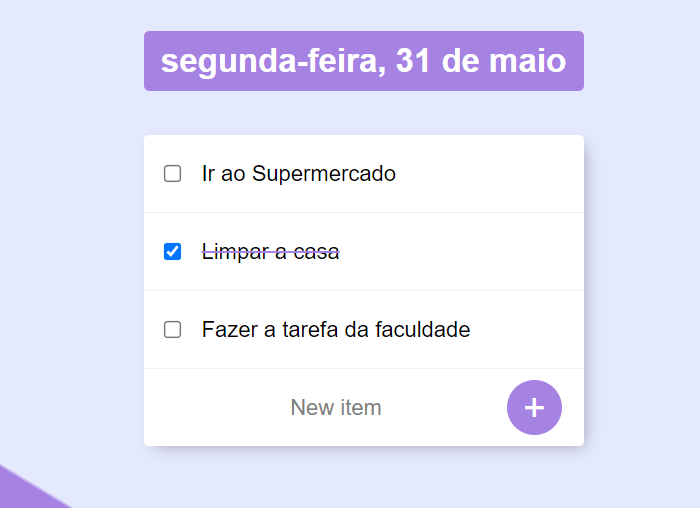 segunda-feira, 31 de maio
Ir ao Supermercado
Limpar a casa
Fazer a tarefa da faculdade
New item
+